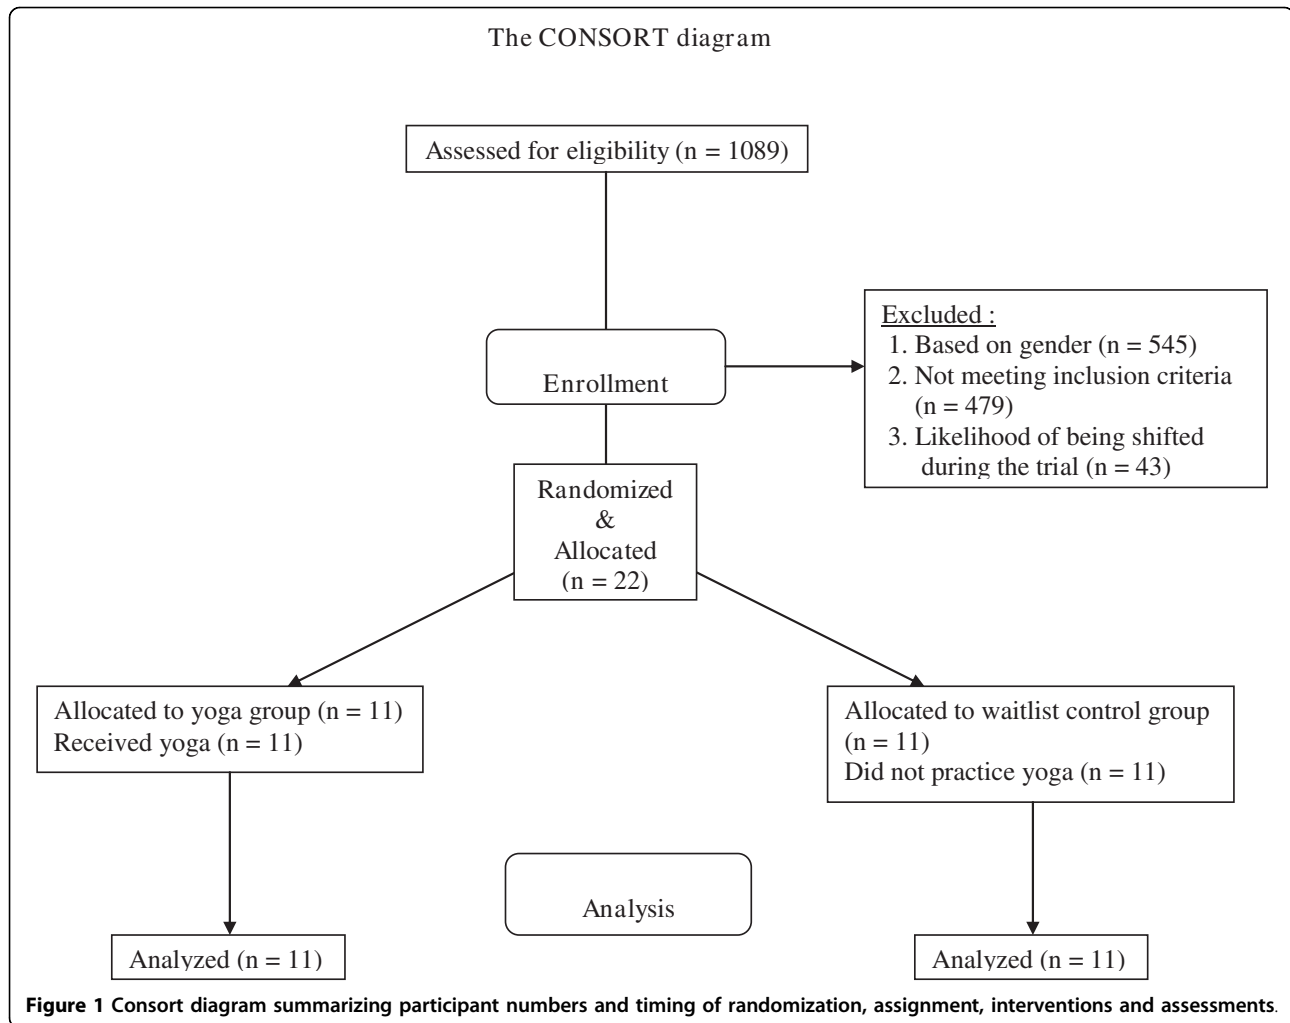 The CONSORT diagram
Assessed for eligibility (n = 1089)
Enrollment
Excluded :
1. Based on gender (n = 545)
2. Not meeting inclusion criteria
(n = 479)
3. Likelihood of being shifted
during the trial (n = 43)
Randomized
&
Allocated
(n = 22)
Allocated to yoga group (n = 11)
Received yoga (n = 11)
Allocated to waitlist control group
(n = 11)
Did not practice yoga (n = 11)
Analysis
Analyzed (n = 11)
Analyzed (n = 11)
Figure 1 Consort diagram summarizing participant numbers and timing of randomization, assignment, interventions and assessments.